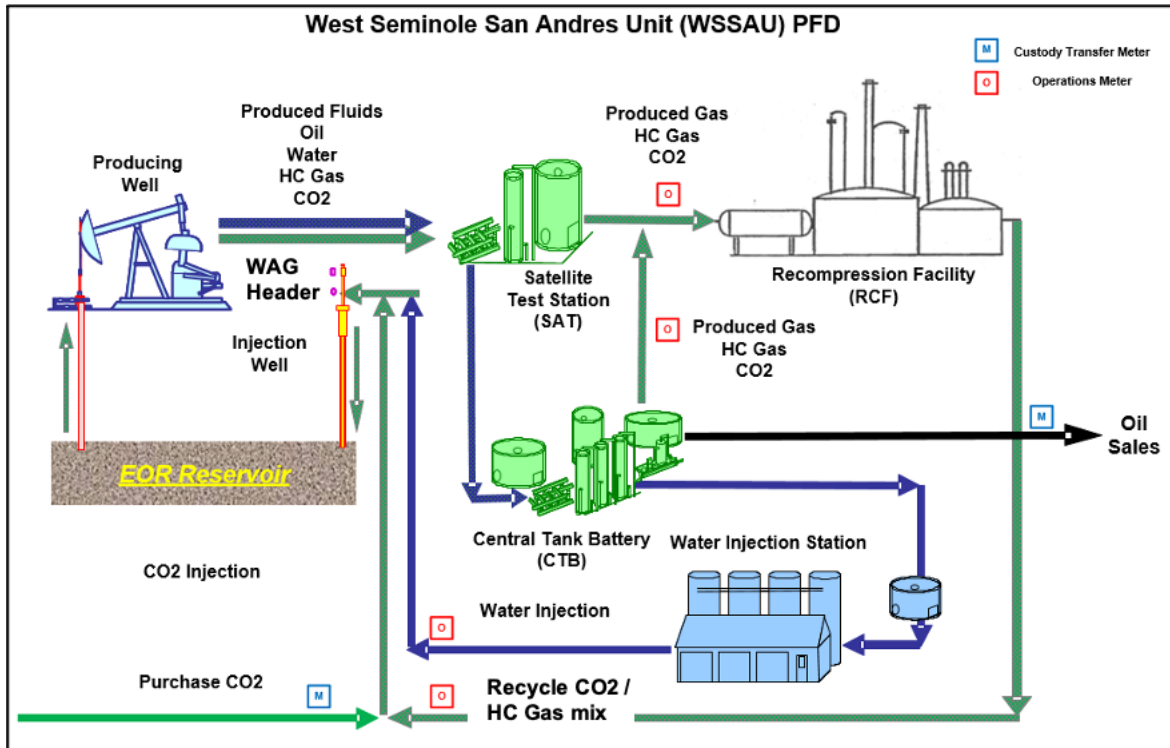 West Seminole San Andres Unit (WSSAU) PFD
M
Custody Transfer Meter
O
Operations Meter
Produced Fluids
Oil
Water
HC Gas
CO2
Produced Gas
HC Gas
CO2
O
Producing
Well
WAG
Header
Satellite
Test Station
(SAT)
Recompression Facility
(RCF)
Injection
Well
O
Produced Gas
HC Gas
CO2
M
Oil
Sales
EOR Reservoir
Central Tank Battery
(CTB)
Water Injection Station
CO2 Injection
Water Injection
O
Purchase CO2
M
O
Recycle CO2 /
HC Gas mix